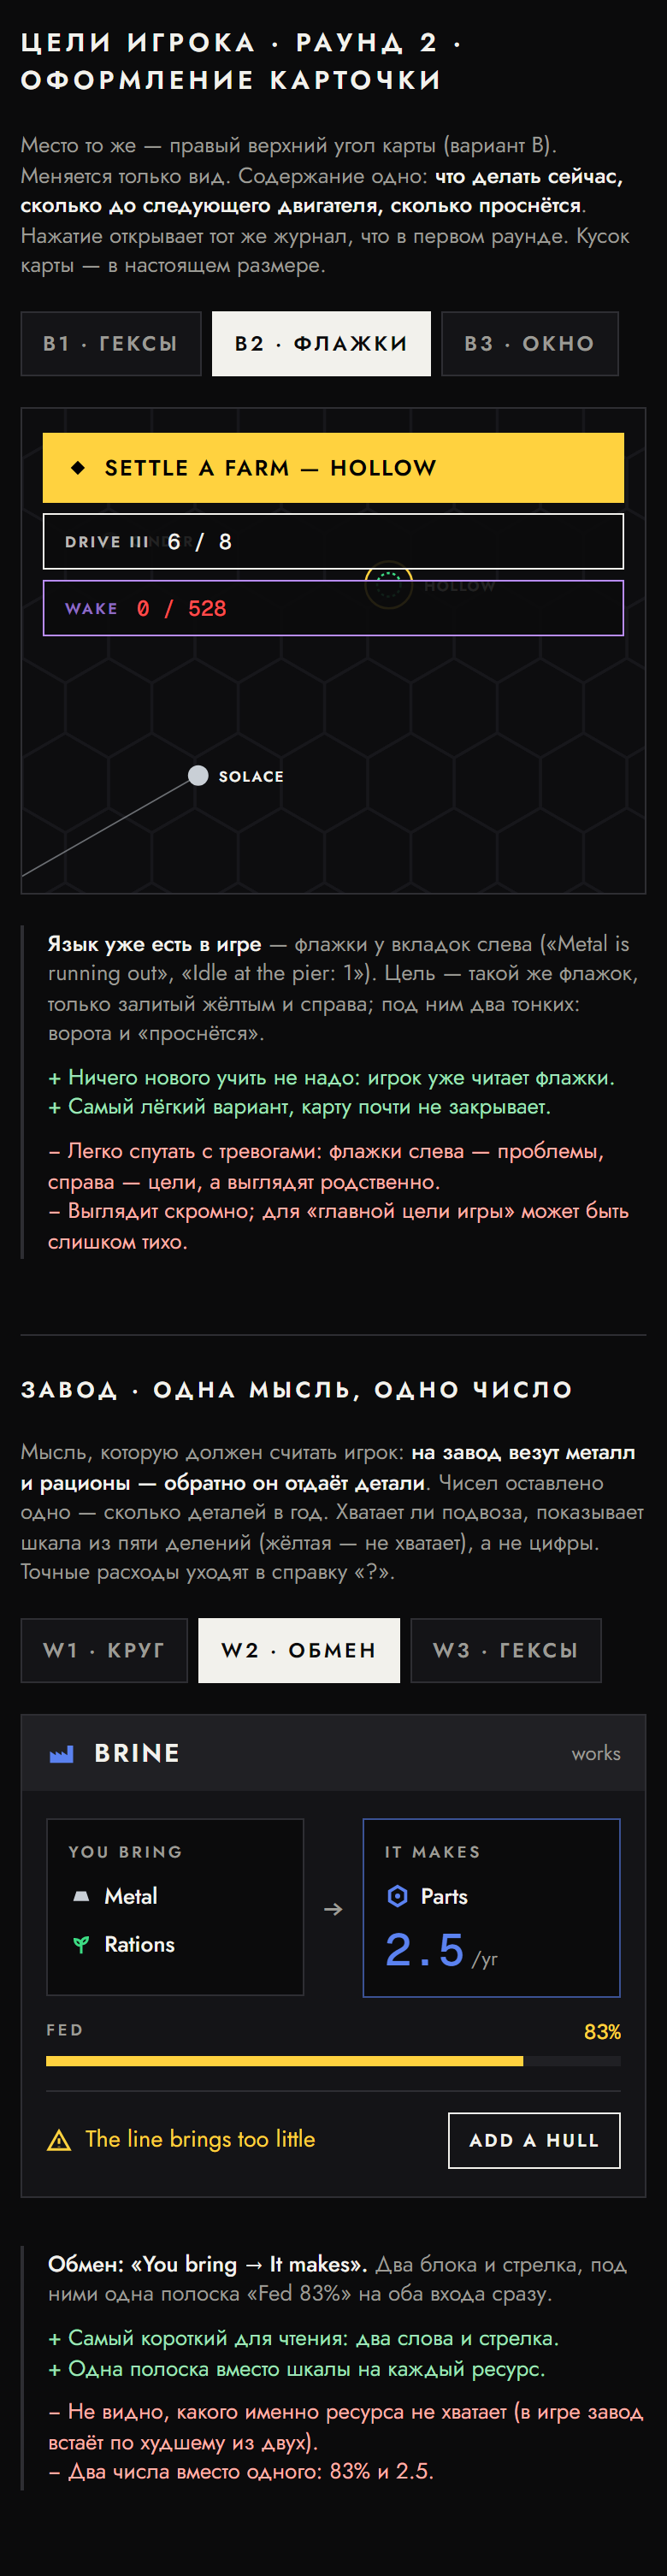 ЦЕЛИ ИГРОКА · РАУНД 2 ·
ОФОРМЛЕНИЕ КАРТОЧКИ
Место то же — правый верхний угол карты (вариант B).
Меняется только вид. Содержание одно: что делать сейчас,
сколько до следующего двигателя, сколько проснётся.
Нажатие открывает тот же журнал, что в первом раунде. Кусок
карты — в настоящем размере.
B1 · ГЕКСЫ
B2 · ФЛАЖКИ
B3 · ОКНО
◆ SETTLE A FARM — HOLLOW
DRIVE III 6 / 8
HOLLOW
WAKE 0 / 528
SOLACE
Язык уже есть в игре — флажки у вкладок слева («Metal is
running out», «Idle at the pier: 1»). Цель — такой же флажок,
только залитый жёлтым и справа; под ним два тонких:
ворота и «проснётся».
+ Ничего нового учить не надо: игрок уже читает флажки.
+ Самый лёгкий вариант, карту почти не закрывает.
− Легко спутать с тревогами: флажки слева — проблемы,
справа — цели, а выглядят родственно.
− Выглядит скромно; для «главной цели игры» может быть
слишком тихо.
ЗАВОД · ОДНА МЫСЛЬ, ОДНО ЧИСЛО
Мысль, которую должен считать игрок: на завод везут металл
и рационы — обратно он отдаёт детали. Чисел оставлено
одно — сколько деталей в год. Хватает ли подвоза, показывает
шкала из пяти делений (жёлтая — не хватает), а не цифры.
Точные расходы уходят в справку «?».
W1 · КРУГ
W2 · ОБМЕН
W3 · ГЕКСЫ
BRINE
works
YOU BRING
Metal
Rations
→
IT MAKES
Parts
2.5 /yr
FED
83%
The line brings too little
ADD A HULL
Обмен: «You bring → It makes». Два блока и стрелка, под
ними одна полоска «Fed 83%» на оба входа сразу.
+ Самый короткий для чтения: два слова и стрелка.
+ Одна полоска вместо шкалы на каждый ресурс.
− Не видно, какого именно ресурса не хватает (в игре завод
встаёт по худшему из двух).
− Два числа вместо одного: 83% и 2.5.